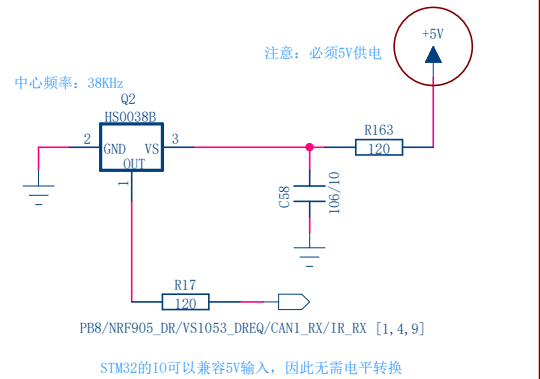 +5V
注意：必须5V供电
中心频率：38KHz
Q2
HS0038B
R163
2
GND
VS
3
120
OUT
1
C58
106/10
R17
120
PB8/NRF905_DR/VS1053_DREQ/CAN1_RX/IR_RX [1,4,9]
STM32的IO可以兼容5V输入，因此无需电平转换